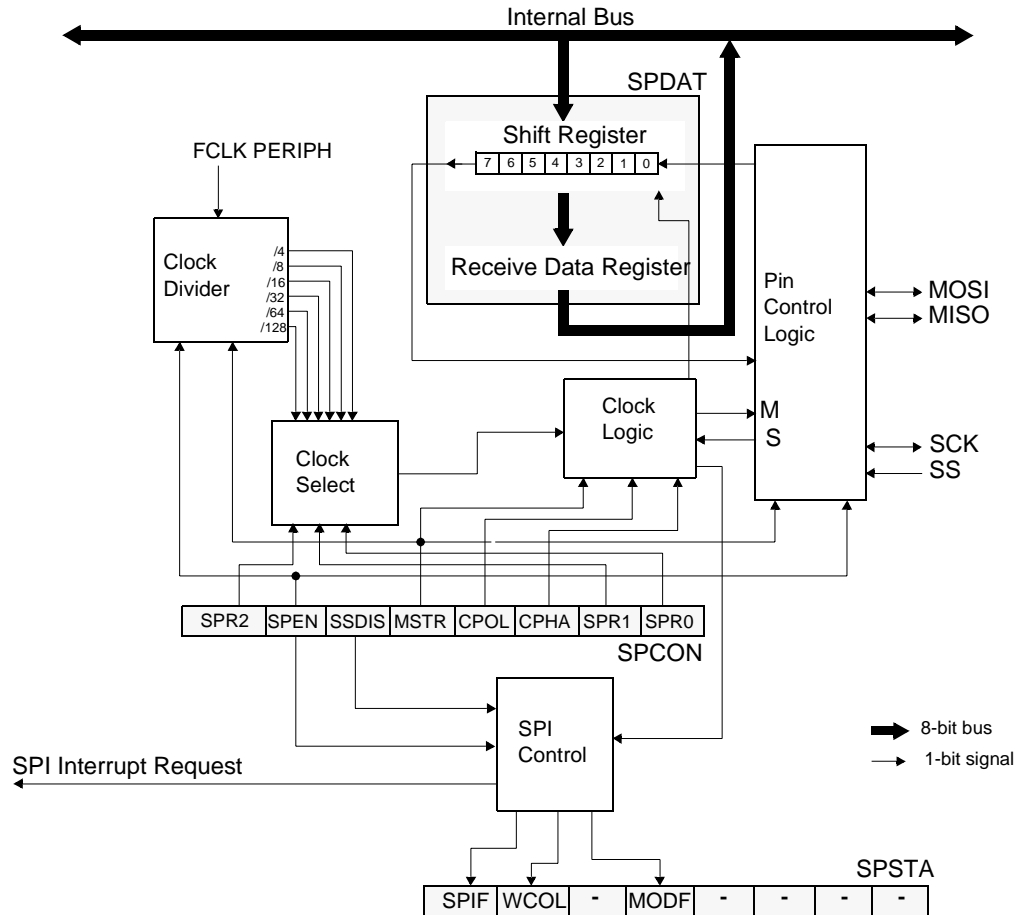 Internal Bus
SPDAT
Shift Register
7 6 5 4 3 2 1 0
FCLK PERIPH
Clock
Divider
/4
/8
/16
/32
/64
/128
Receive Data Register
Pin
Control
Logic
MOSI
MISO
Clock
Logic
M
S
SCK
SS
Clock
Select
SPR2 SPEN SSDIS MSTR CPOL CPHA SPR1 SPR0
SPCON
SPI
Control
8-bit bus
1-bit signal
SPI Interrupt Request
SPSTA
SPIF WCOL - MODF - - - -